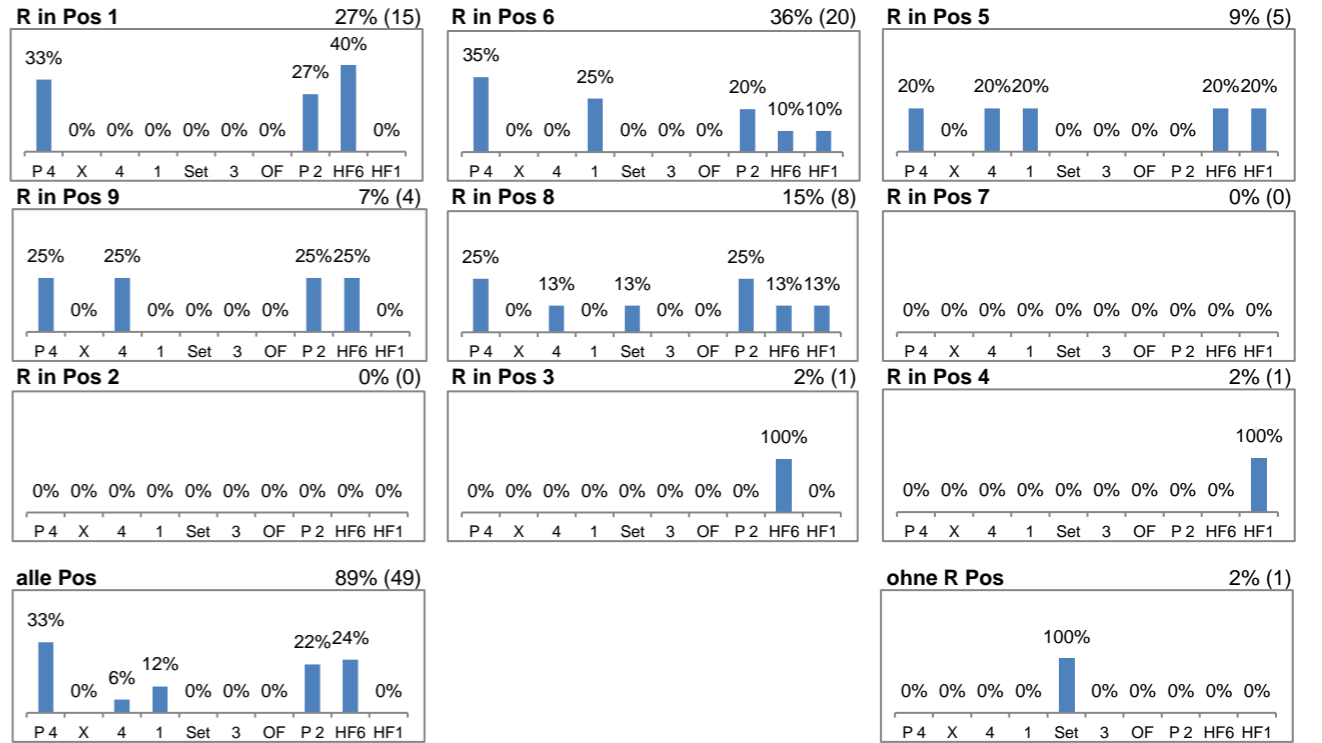 R in Pos 1 27% (15)
33% 0% 0% 0% 0% 0% 0% 27% 40% 0%
P 4 X 4 1 Set 3 OF P 2 HF6 HF1
R in Pos 6 36% (20)
35% 0% 0% 25% 0% 0% 0% 20% 10% 10%
P 4 X 4 1 Set 3 OF P 2 HF6 HF1
R in Pos 5 9% (5)
20% 0% 20% 20% 0% 0% 0% 0% 20% 20%
P 4 X 4 1 Set 3 OF P 2 HF6 HF1
R in Pos 9 7% (4)
25% 0% 25% 0% 0% 0% 0% 25% 25% 0%
P 4 X 4 1 Set 3 OF P 2 HF6 HF1
R in Pos 8 15% (8)
25% 0% 13% 0% 13% 0% 0% 25% 13% 13%
P 4 X 4 1 Set 3 OF P 2 HF6 HF1
R in Pos 7 0% (0)
0% 0% 0% 0% 0% 0% 0% 0% 0% 0%
P 4 X 4 1 Set 3 OF P 2 HF6 HF1
R in Pos 2 0% (0)
0% 0% 0% 0% 0% 0% 0% 0% 0% 0%
P 4 X 4 1 Set 3 OF P 2 HF6 HF1
R in Pos 3 2% (1)
0% 0% 0% 0% 0% 0% 0% 0% 100% 0%
P 4 X 4 1 Set 3 OF P 2 HF6 HF1
R in Pos 4 2% (1)
0% 0% 0% 0% 0% 0% 0% 0% 0% 100%
P 4 X 4 1 Set 3 OF P 2 HF6 HF1
alle Pos 89% (49)
33% 0% 6% 12% 0% 0% 0% 22% 24% 0%
P 4 X 4 1 Set 3 OF P 2 HF6 HF1
ohne R Pos 2% (1)
0% 0% 0% 0% 100% 0% 0% 0% 0% 0%
P 4 X 4 1 Set 3 OF P 2 HF6 HF1